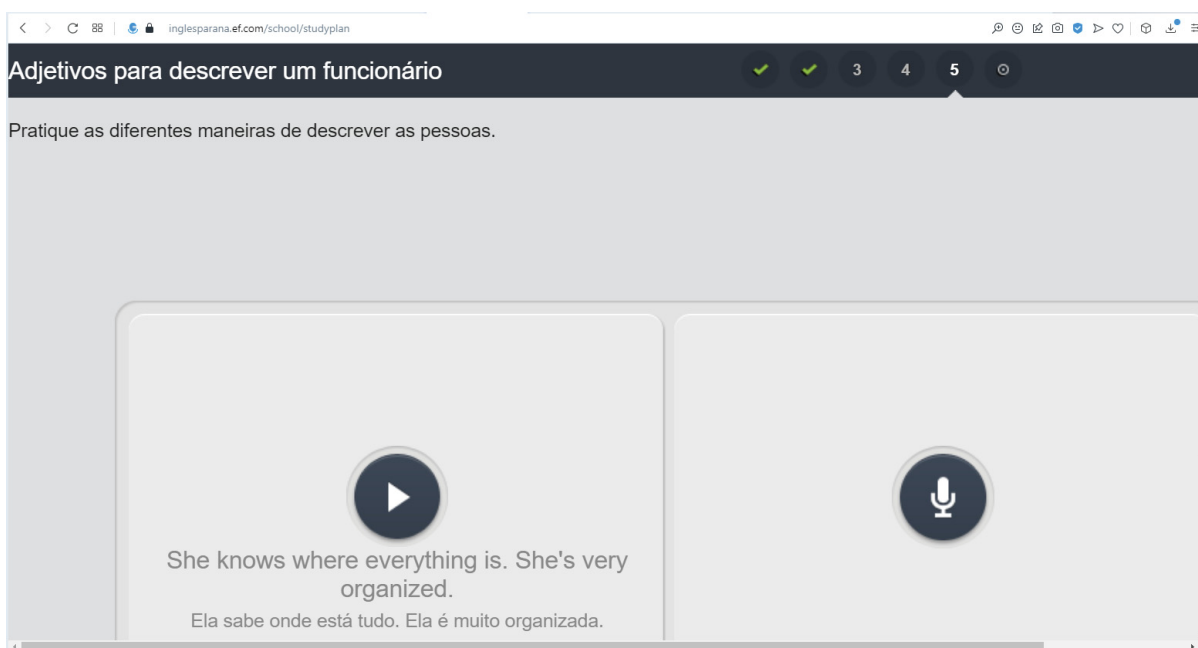 inglesparana.ef.com/school/studyplan
Adjetivos para descrever um funcionário
3 4 5
Pratique as diferentes maneiras de descrever as pessoas.
She knows where everything is. She's very
organized.
Ela sabe onde está tudo. Ela é muito organizada.